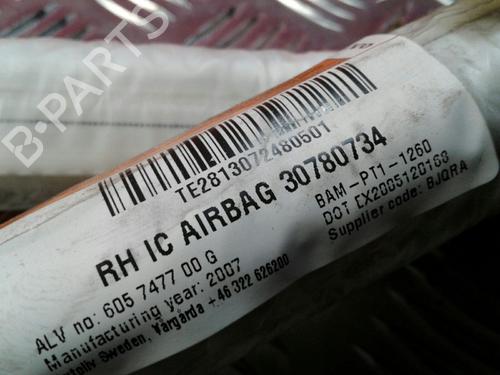 B-PARTS
TE2813072480501
RH IC AIRBAG 30780734
BAM-PT1-1260
DOT EX2005120160
Supplier code: BJQRA
ALV no: 605 7477 00 G
Manufacturing year: 2007
Sweden, Vårgårda +46 322 626200